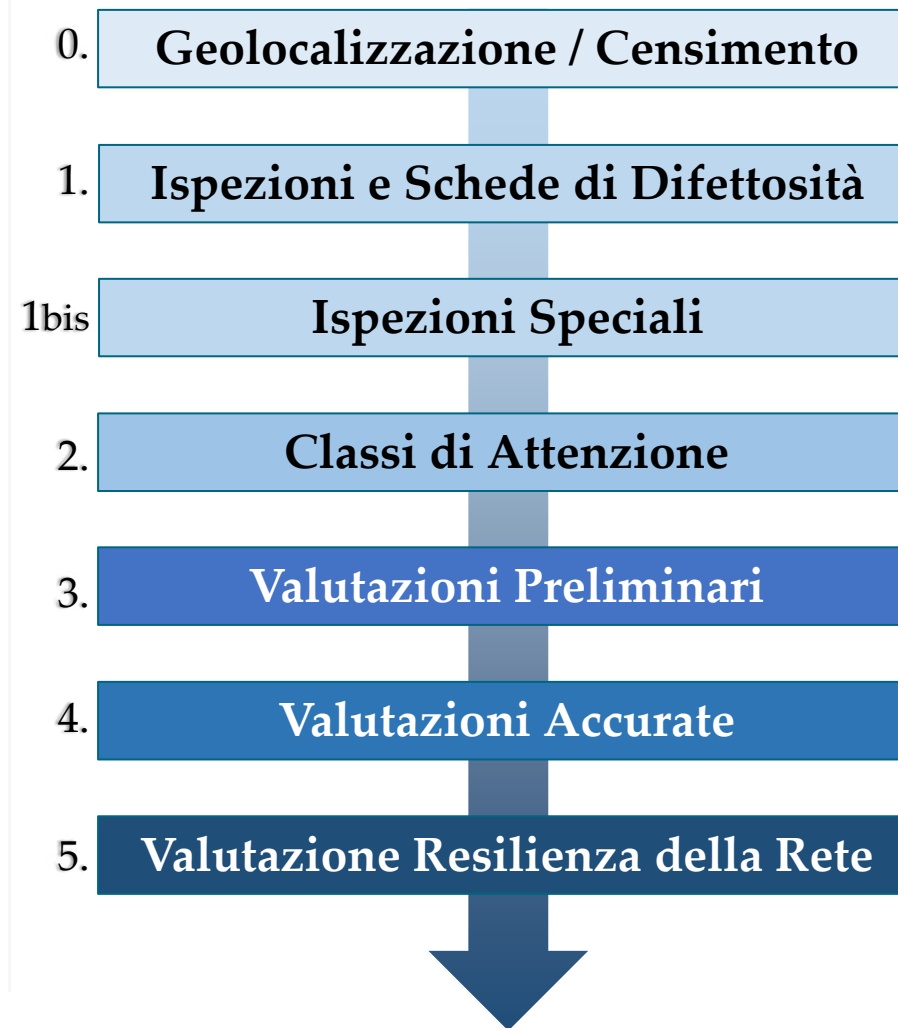 0. Geolocalizzazione / Censimento
1. Ispezioni e Schede di Difettosità
1bis Ispezioni Speciali
2. Classi di Attenzione
3. Valutazioni Preliminari
4. Valutazioni Accurate
5. Valutazione Resilienza della Rete